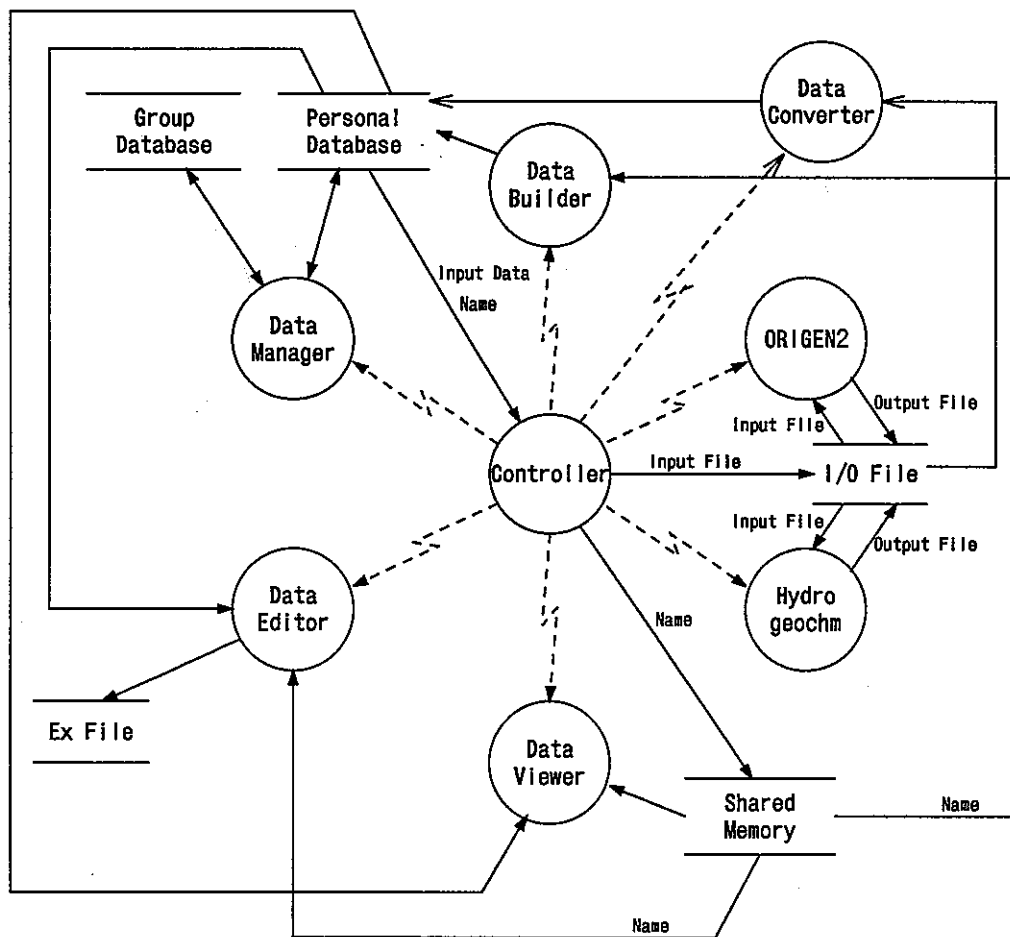 Group
Database
Personal
Database
Data
Converter
Data
Builder
Input Data
Name
Data
Manager
ORIGEN2
Output File
Input File
Controller
Input File
I/O File
Input File
Output File
Data
Editor
Hydro
geochm
Name
Ex File
Data
Viewer
Shared
Memory
Name
Name